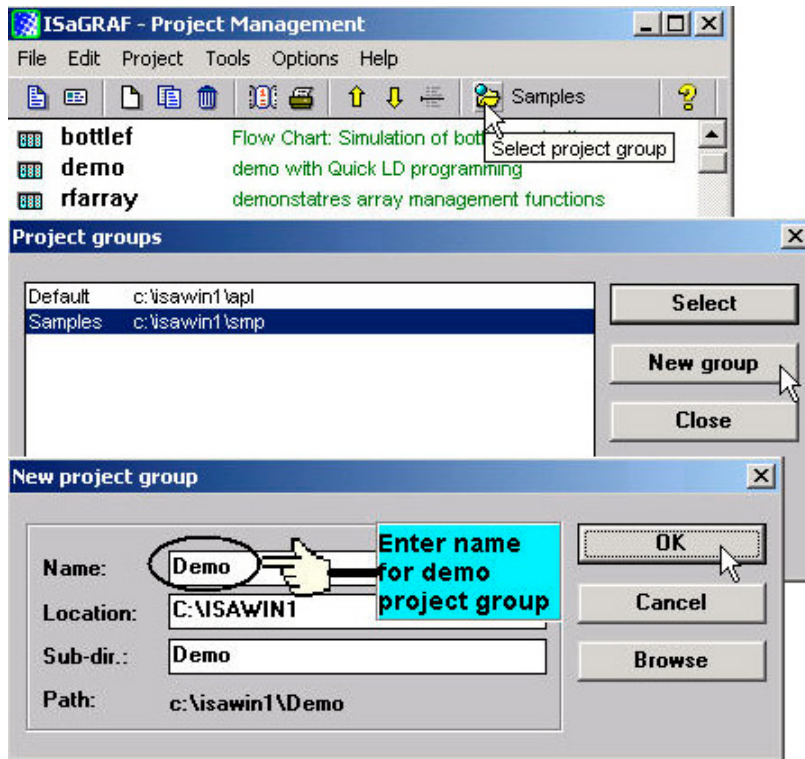 ISaGRAF - Project Management
File Edit Project Tools Options Help
Samples
bottlef Flow Chart: Simulation of
Select project group
demo demo with Quick LD programming
rfarray demonstatres array management functions
Project groups
Default c:\isawin1\apl
Samples c:\isawin1\smp
Select
New group
Close
New project group
Name: Demo
Enter name
for demo
project group
Location: C:\ISAWIN1
Sub-dir.: Demo
Path: c:\isawin1\Demo
OK
Cancel
Browse